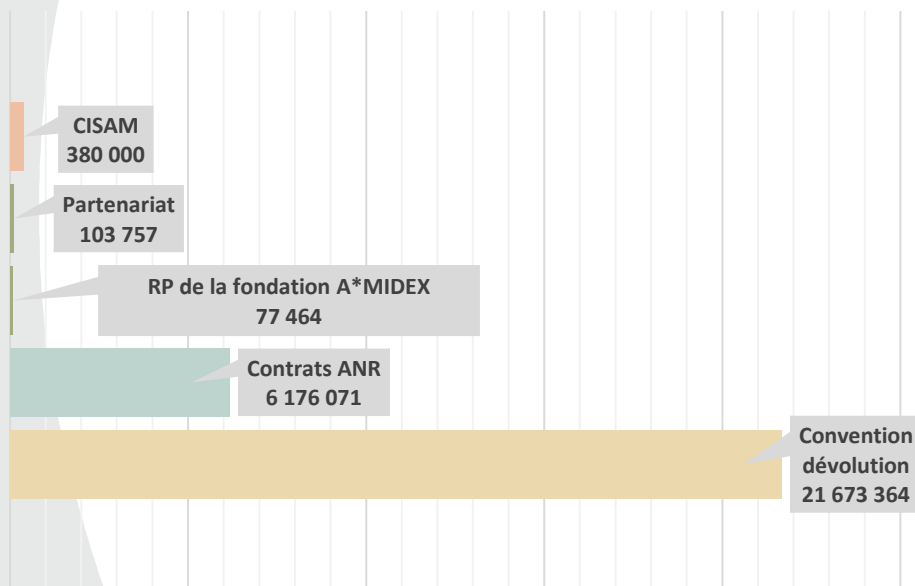 CISAM
380 000
Partenariat
103 757
RP de la fondation A*MIDEX
77 464
Contrats ANR
6 176 071
Convention
dévolution
21 673 364